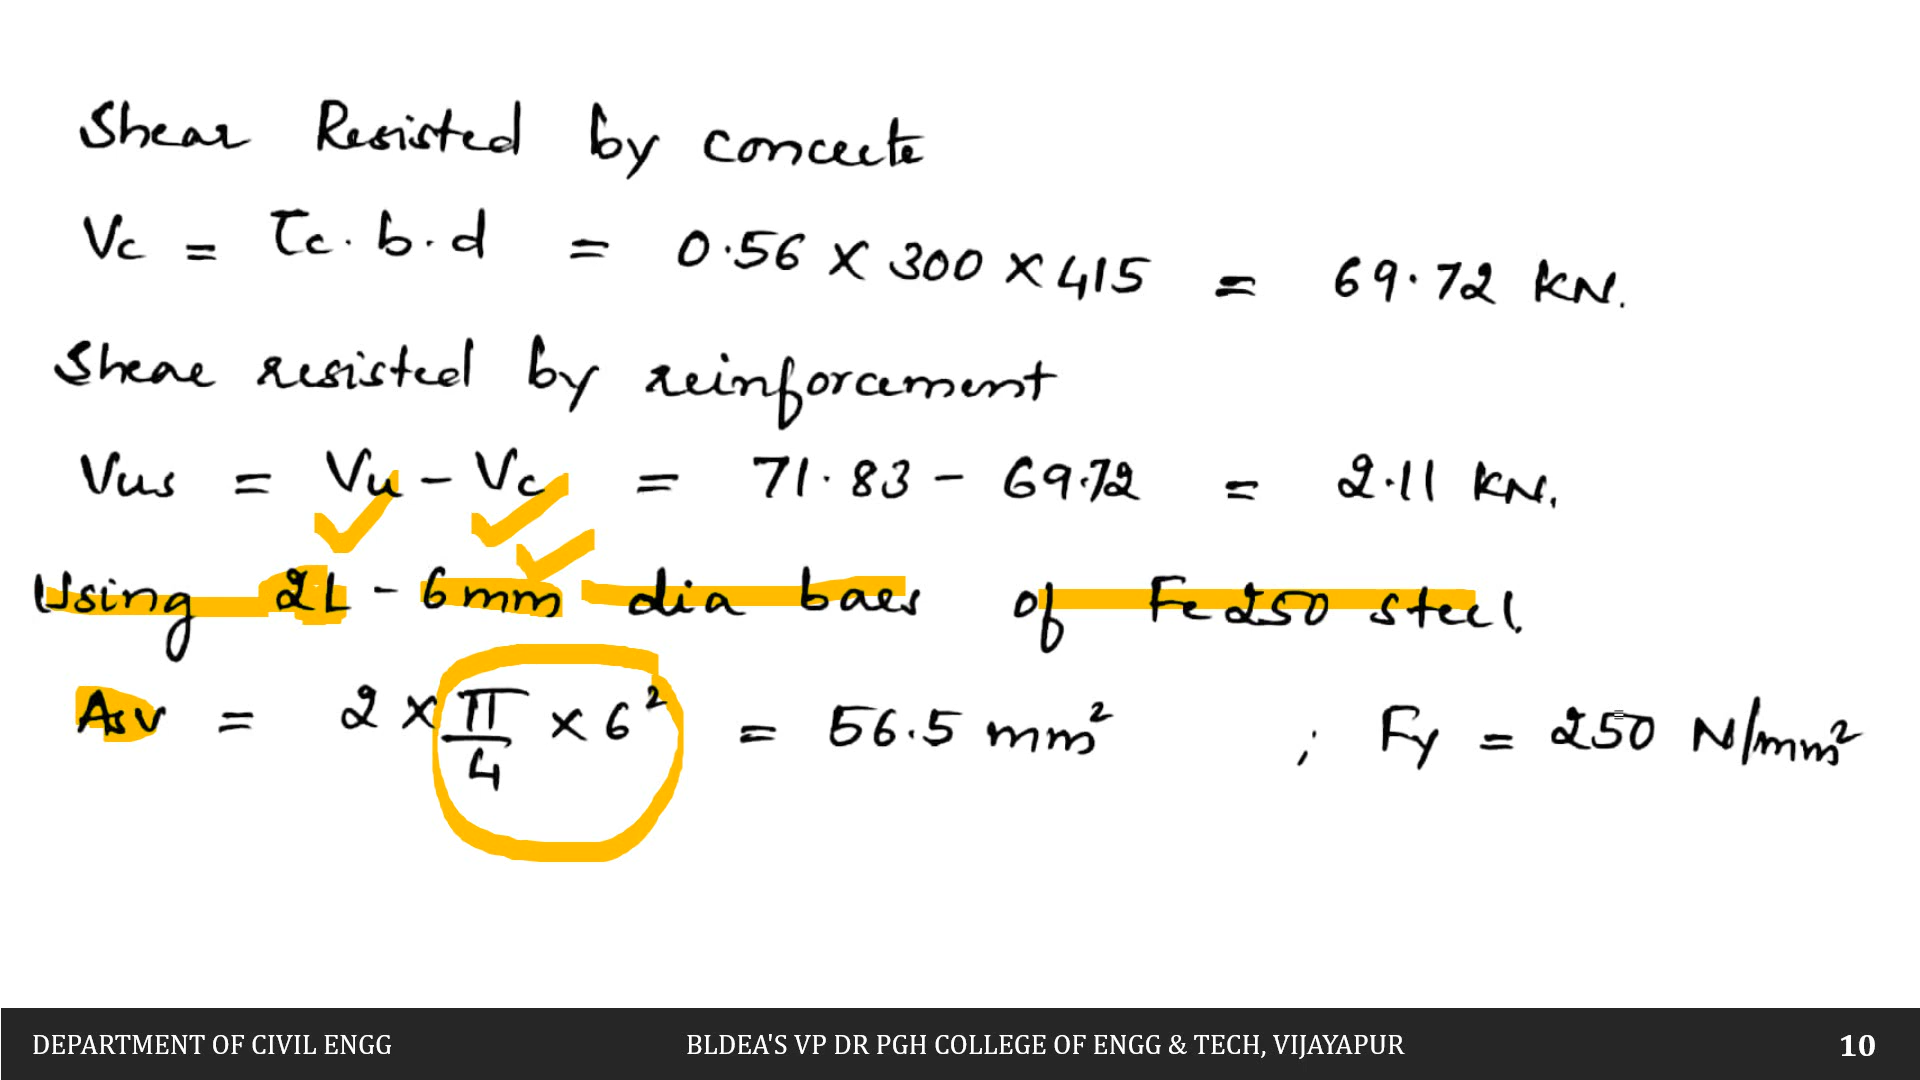 Shear Resisted by concrete
Vc = τc. b. d = 0.56 × 300 × 415 = 69.72 KN.
Shear resisted by reinforcement
Vus = Vu - Vc = 71.83 - 69.72 = 2.11 KN.
Using 2L - 6mm dia bars of Fe 250 steel.
Asv = 2 × π/4 × 6² = 56.5 mm² ; Fy = 250 N/mm²
DEPARTMENT OF CIVIL ENGG BLDEA'S VP DR PGH COLLEGE OF ENGG & TECH, VIJAYAPUR 10